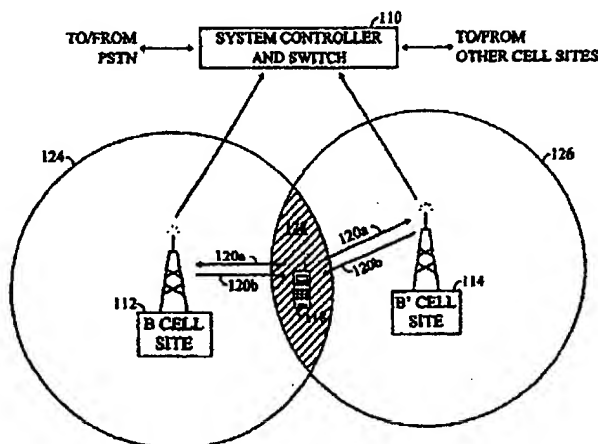 110
TO/FROM
PSTN
SYSTEM CONTROLLER
AND SWITCH
TO/FROM
OTHER CELL SITES
124
126
120a
120b
120a
120b
112
B CELL
SITE
114
B' CELL
SITE